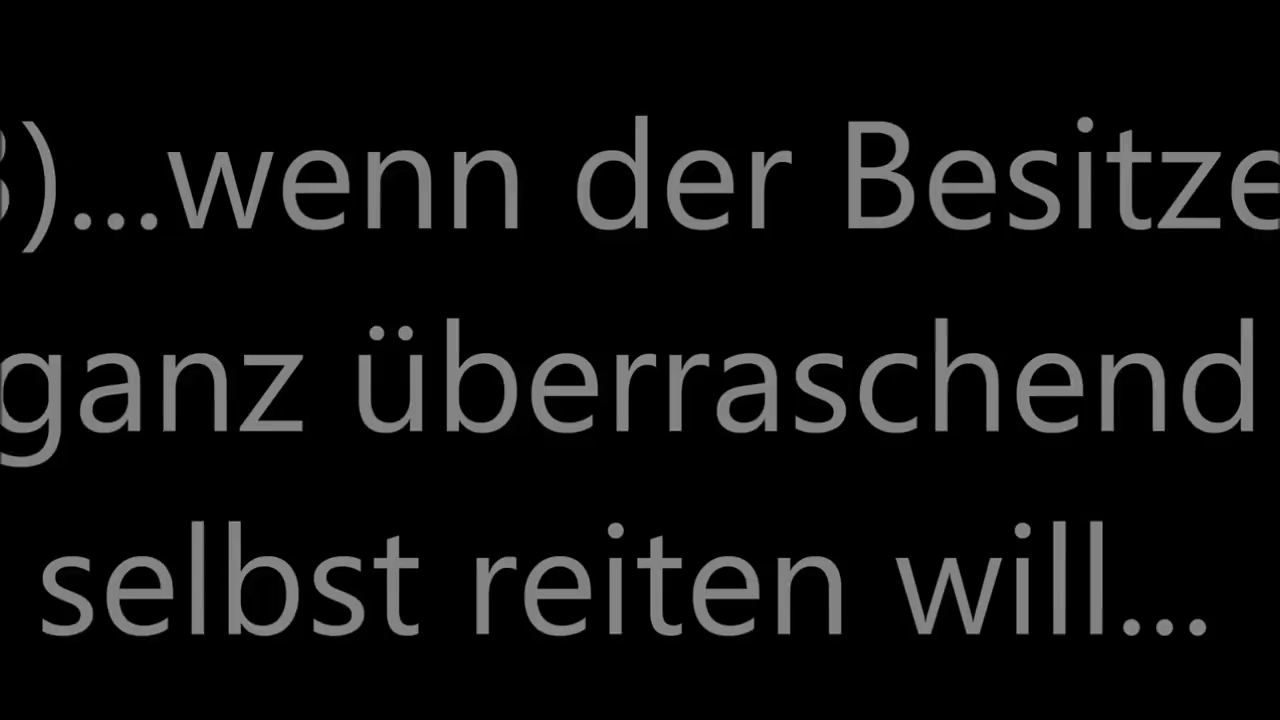 )...wenn der Besitze
ganz überraschend
selbst reiten will...